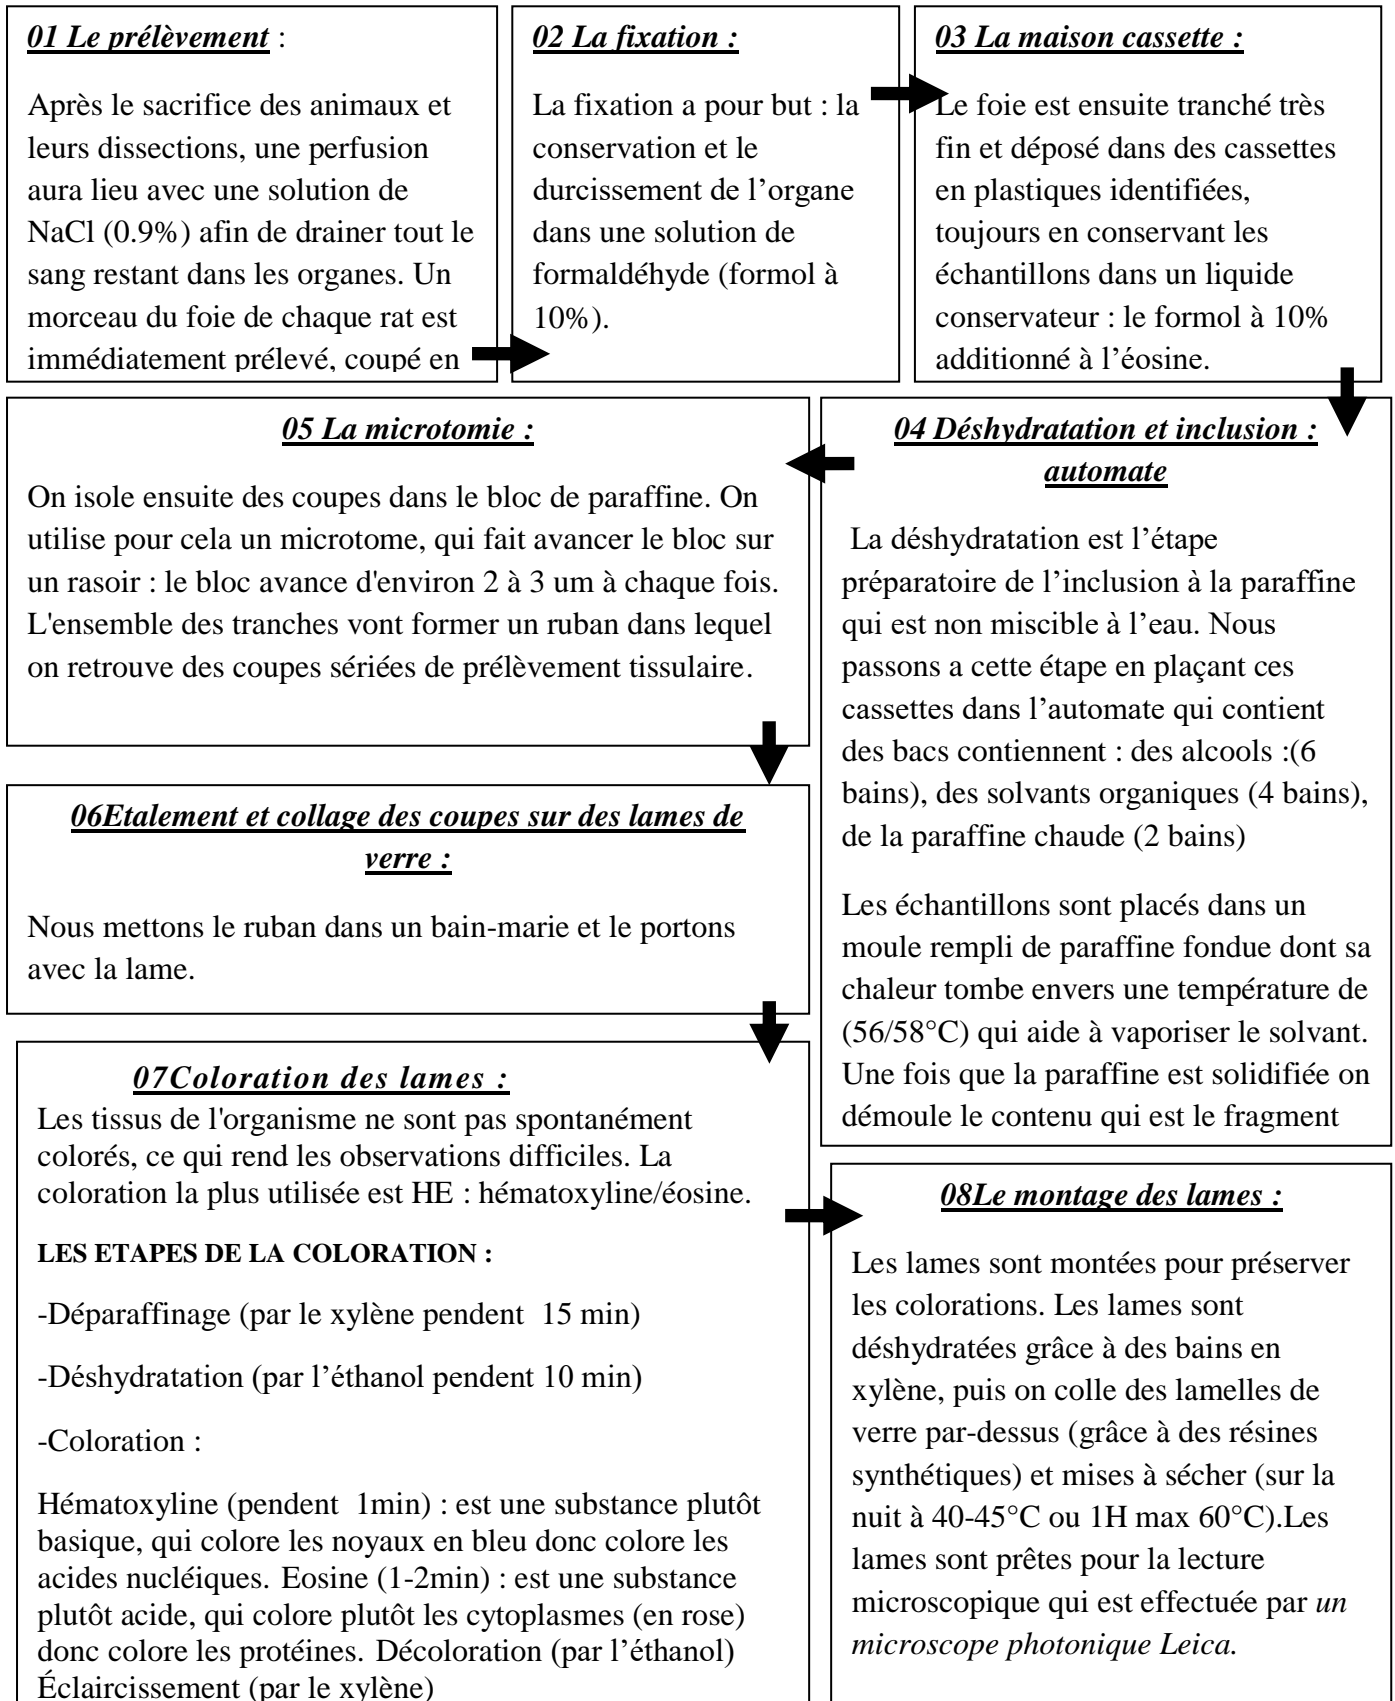 01 Le prélèvement :
Après le sacrifice des animaux et
leurs dissections, une perfusion
aura lieu avec une solution de
NaCl (0.9%) afin de drainer tout le
sang restant dans les organes. Un
morceau du foie de chaque rat est
immédiatement prélevé, coupé en
02 La fixation :
La fixation a pour but : la
conservation et le
durcissement de l’organe
dans une solution de
formaldéhyde (formol à
10%).
03 La maison cassette :
Le foie est ensuite tranché très
fin et déposé dans des cassettes
en plastiques identifiées,
toujours en conservant les
échantillons dans un liquide
conservateur : le formol à 10%
additionné à l’éosine.
04 Déshydratation et inclusion :
automate
La déshydratation est l’étape
préparatoire de l’inclusion à la paraffine
qui est non miscible à l’eau. Nous
passons a cette étape en plaçant ces
cassettes dans l’automate qui contient
des bacs contiennent : des alcools :(6
bains), des solvants organiques (4 bains),
de la paraffine chaude (2 bains)
Les échantillons sont placés dans un
moule rempli de paraffine fondue dont sa
chaleur tombe envers une température de
(56/58°C) qui aide à vaporiser le solvant.
Une fois que la paraffine est solidifiée on
démoule le contenu qui est le fragment
05 La microtomie :
On isole ensuite des coupes dans le bloc de paraffine. On
utilise pour cela un microtome, qui fait avancer le bloc sur
un rasoir : le bloc avance d'environ 2 à 3 um à chaque fois.
L'ensemble des tranches vont former un ruban dans lequel
on retrouve des coupes sériées de prélèvement tissulaire.
06Etalement et collage des coupes sur des lames de
verre :
Nous mettons le ruban dans un bain-marie et le portons
avec la lame.
07Coloration des lames :
Les tissus de l'organisme ne sont pas spontanément
colorés, ce qui rend les observations difficiles. La
coloration la plus utilisée est HE : hématoxyline/éosine.
LES ETAPES DE LA COLORATION :
-Déparaffinage (par le xylène pendent 15 min)
-Déshydratation (par l’éthanol pendent 10 min)
-Coloration :
Hématoxyline (pendent 1min) : est une substance plutôt
basique, qui colore les noyaux en bleu donc colore les
acides nucléiques. Eosine (1-2min) : est une substance
plutôt acide, qui colore plutôt les cytoplasmes (en rose)
donc colore les protéines. Décoloration (par l’éthanol)
Éclaircissement (par le xylène)
08Le montage des lames :
Les lames sont montées pour préserver
les colorations. Les lames sont
déshydratées grâce à des bains en
xylène, puis on colle des lamelles de
verre par-dessus (grâce à des résines
synthétiques) et mises à sécher (sur la
nuit à 40-45°C ou 1H max 60°C).Les
lames sont prêtes pour la lecture
microscopique qui est effectuée par un
microscope photonique Leica.